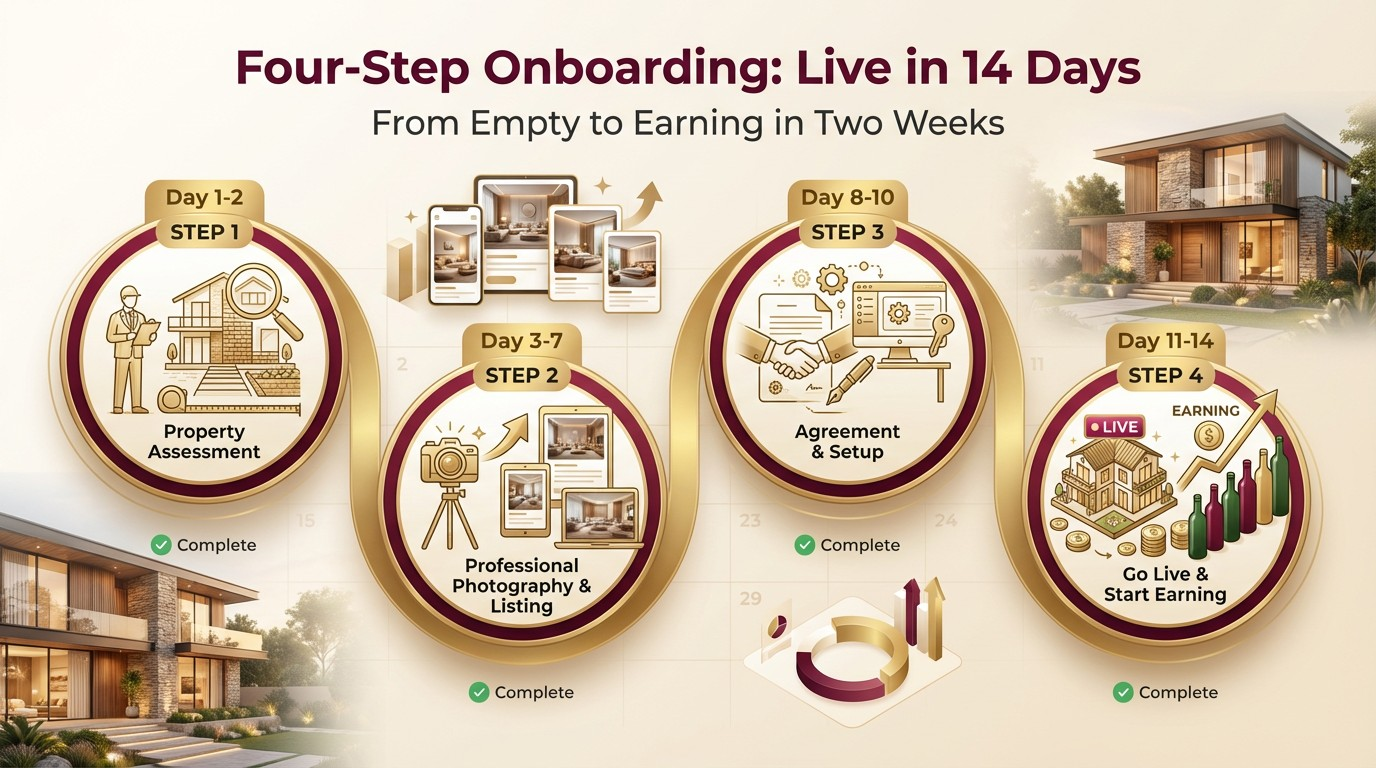 Four-Step Onboarding: Live in 14 Days
From Empty to Earning in Two Weeks
Day 1-2
STEP 1
Property
Assessment
Complete
Day 3-7
STEP 2
Professional
Photography &
Listing
Complete
Day 8-10
STEP 3
Agreement
& Setup
Complete
Day 11-14
STEP 4
EARNING
LIVE
$
Go Live &
Start Earning
Complete
2
11
15
23
24
29